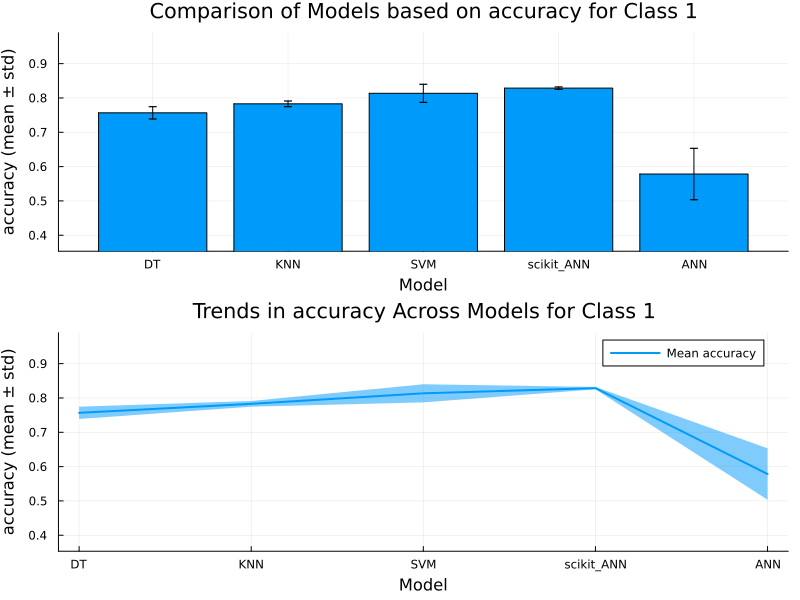 Comparison of Models based on accuracy for Class 1
accuracy (mean ± std)
0.9
0.8
0.7
0.6
0.5
0.4
DT KNN SVM scikit_ANN ANN
Model
Trends in accuracy Across Models for Class 1
accuracy (mean ± std)
Mean accuracy
0.9
0.8
0.7
0.6
0.5
0.4
DT KNN SVM scikit_ANN ANN
Model